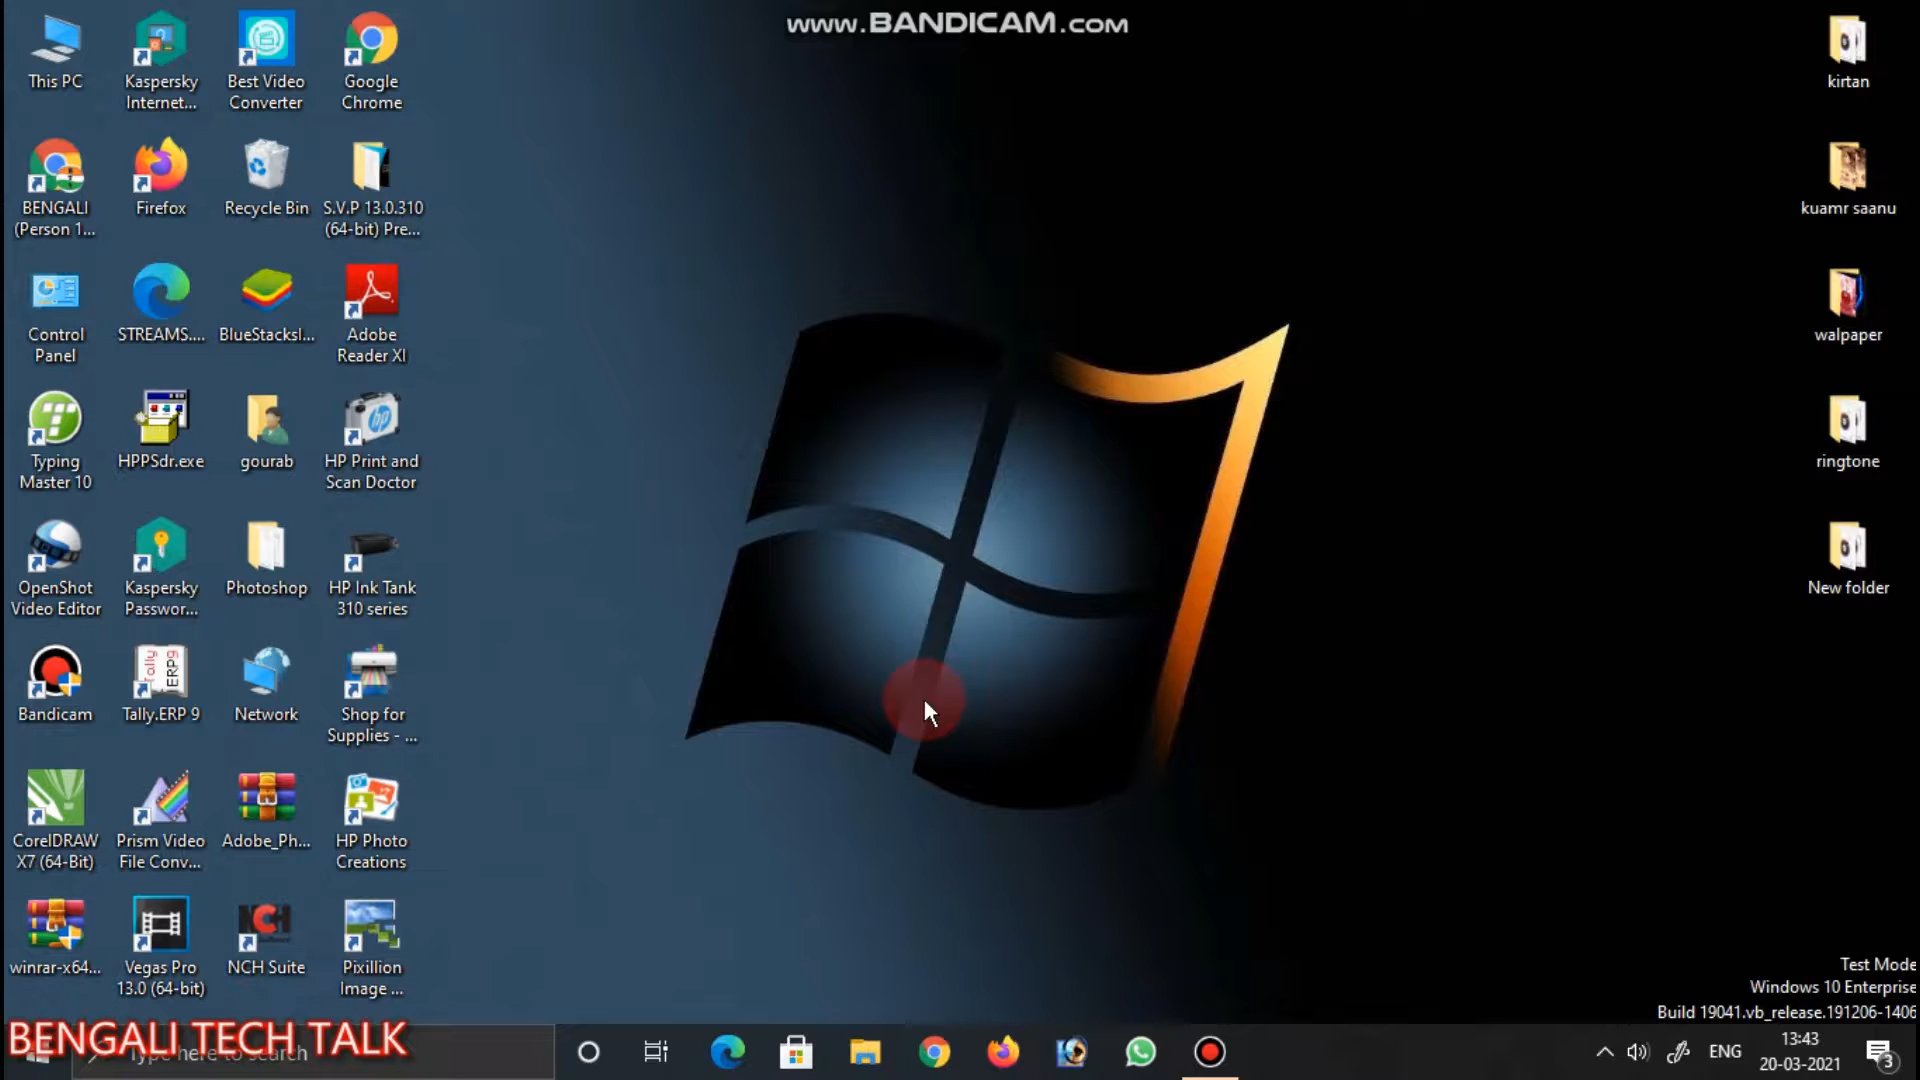 www.BANDICAM.com
This PC
Kaspersky
Internet...
Best Video
Converter
Google
Chrome
kirtan
BENGALI
(Person 1...
Firefox
Recycle Bin
S.V.P 13.0.310
(64-bit) Pre...
kuamr saanu
Control
Panel
STREAMS....
BlueStacksI...
Adobe
Reader XI
walpaper
Typing
Master 10
HPPSdr.exe
gourab
HP Print and
Scan Doctor
ringtone
OpenShot
Video Editor
Kaspersky
Passwor...
Photoshop
HP Ink Tank
310 series
New folder
Bandicam
Tally.ERP 9
Network
Shop for
Supplies - ...
CorelDRAW
X7 (64-Bit)
Prism Video
File Conv...
Adobe_Ph...
HP Photo
Creations
winrar-x64...
Vegas Pro
13.0 (64-bit)
NCH Suite
Pixillion
Image ...
Test Mode
Windows 10 Enterprise
Build 19041.vb_release.191206-1406
BENGALI TECH TALK
Type here to search
ENG
13:43
20-03-2021
3